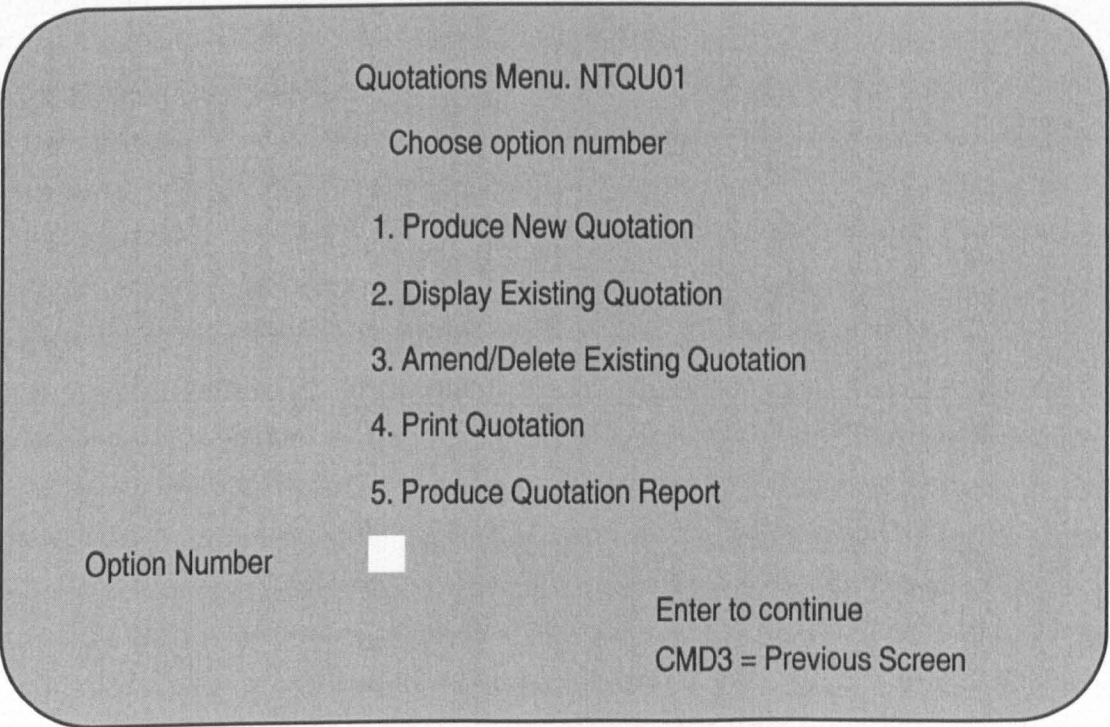 Quotations Menu. NTQU01
Choose option number
1. Produce New Quotation
2. Display Existing Quotation
3. Amend/Delete Existing Quotation
4. Print Quotation
5. Produce Quotation Report
Option Number
Enter to continue
CMD3 = Previous Screen